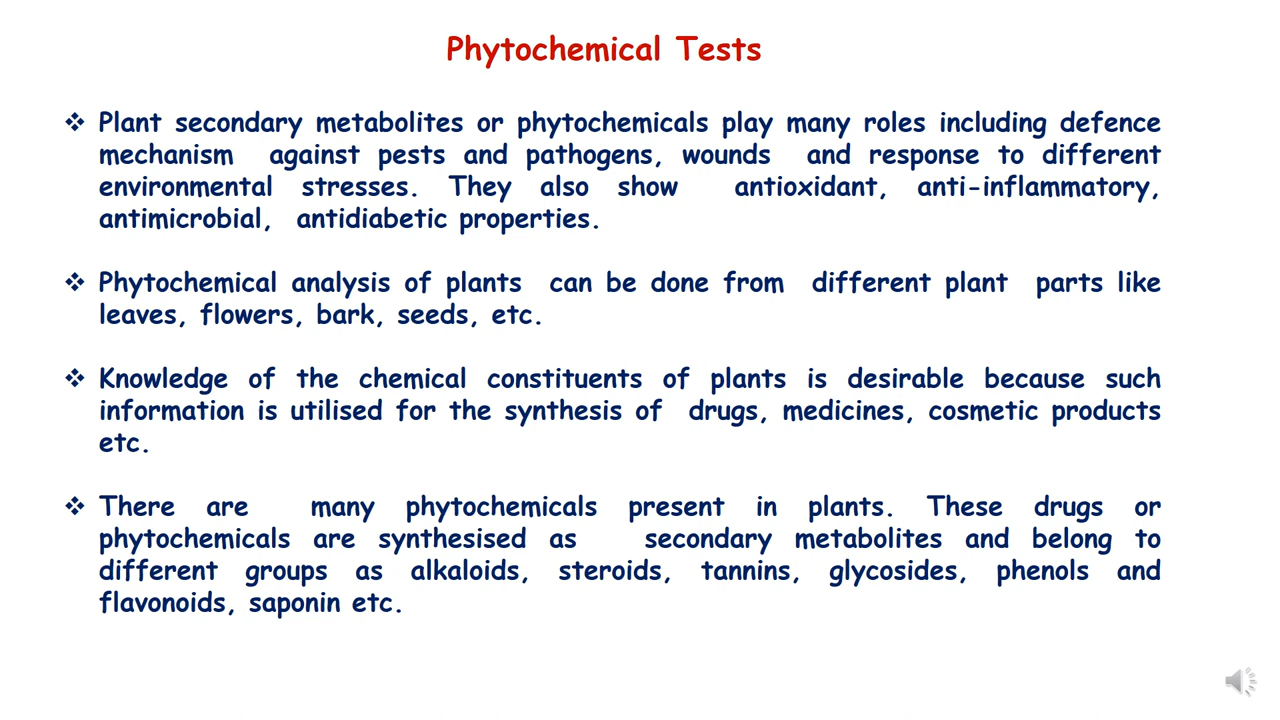 Phytochemical Tests
❖ Plant secondary metabolites or phytochemicals play many roles including defence
mechanism against pests and pathogens, wounds and response to different
environmental stresses. They also show antioxidant, anti-inflammatory,
antimicrobial, antidiabetic properties.
❖ Phytochemical analysis of plants can be done from different plant parts like
leaves, flowers, bark, seeds, etc.
❖ Knowledge of the chemical constituents of plants is desirable because such
information is utilised for the synthesis of drugs, medicines, cosmetic products
etc.
❖ There are many phytochemicals present in plants. These drugs or
phytochemicals are synthesised as secondary metabolites and belong to
different groups as alkaloids, steroids, tannins, glycosides, phenols and
flavonoids, saponin etc.